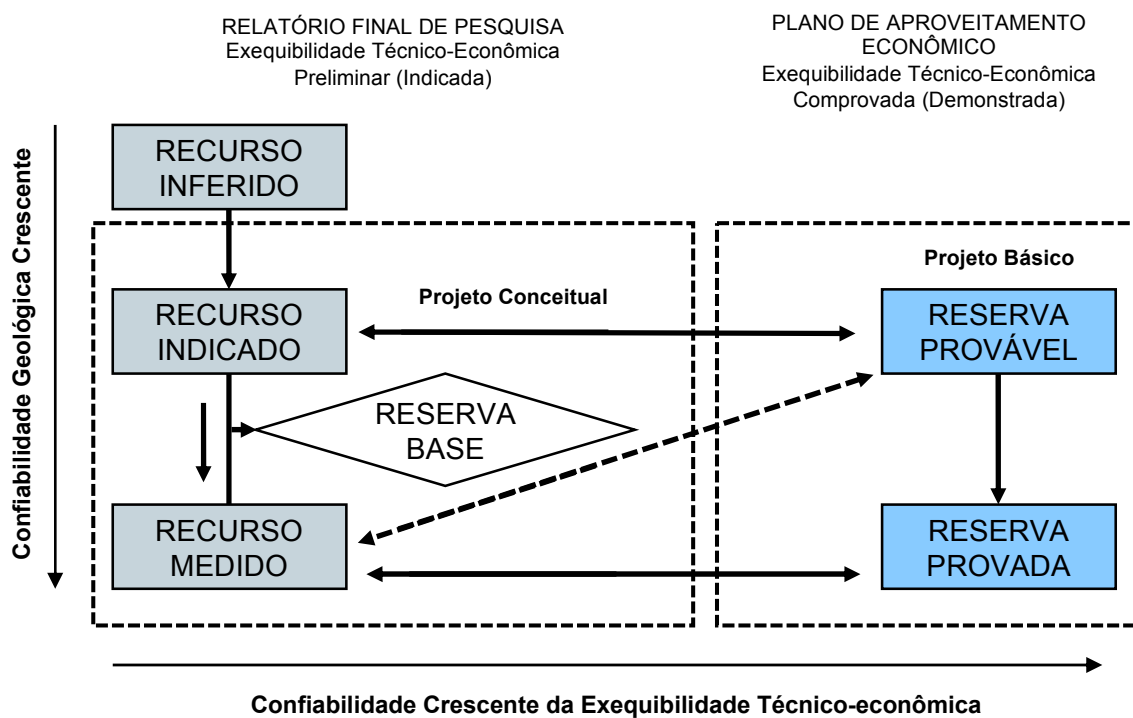 RELATÓRIO FINAL DE PESQUISA
Exequibilidade Técnico-Econômica
Preliminar (Indicada)
PLANO DE APROVEITAMENTO
ECONÔMICO
Exequibilidade Técnico-Econômica
Comprovada (Demonstrada)
Confiabilidade Geológica Crescente
RECURSO
INFERIDO
Projeto Conceitual
Projeto Básico
RECURSO
INDICADO
RESERVA
PROVÁVEL
RESERVA
BASE
RECURSO
MEDIDO
RESERVA
PROVADA
Confiabilidade Crescente da Exequibilidade Técnico-econômica